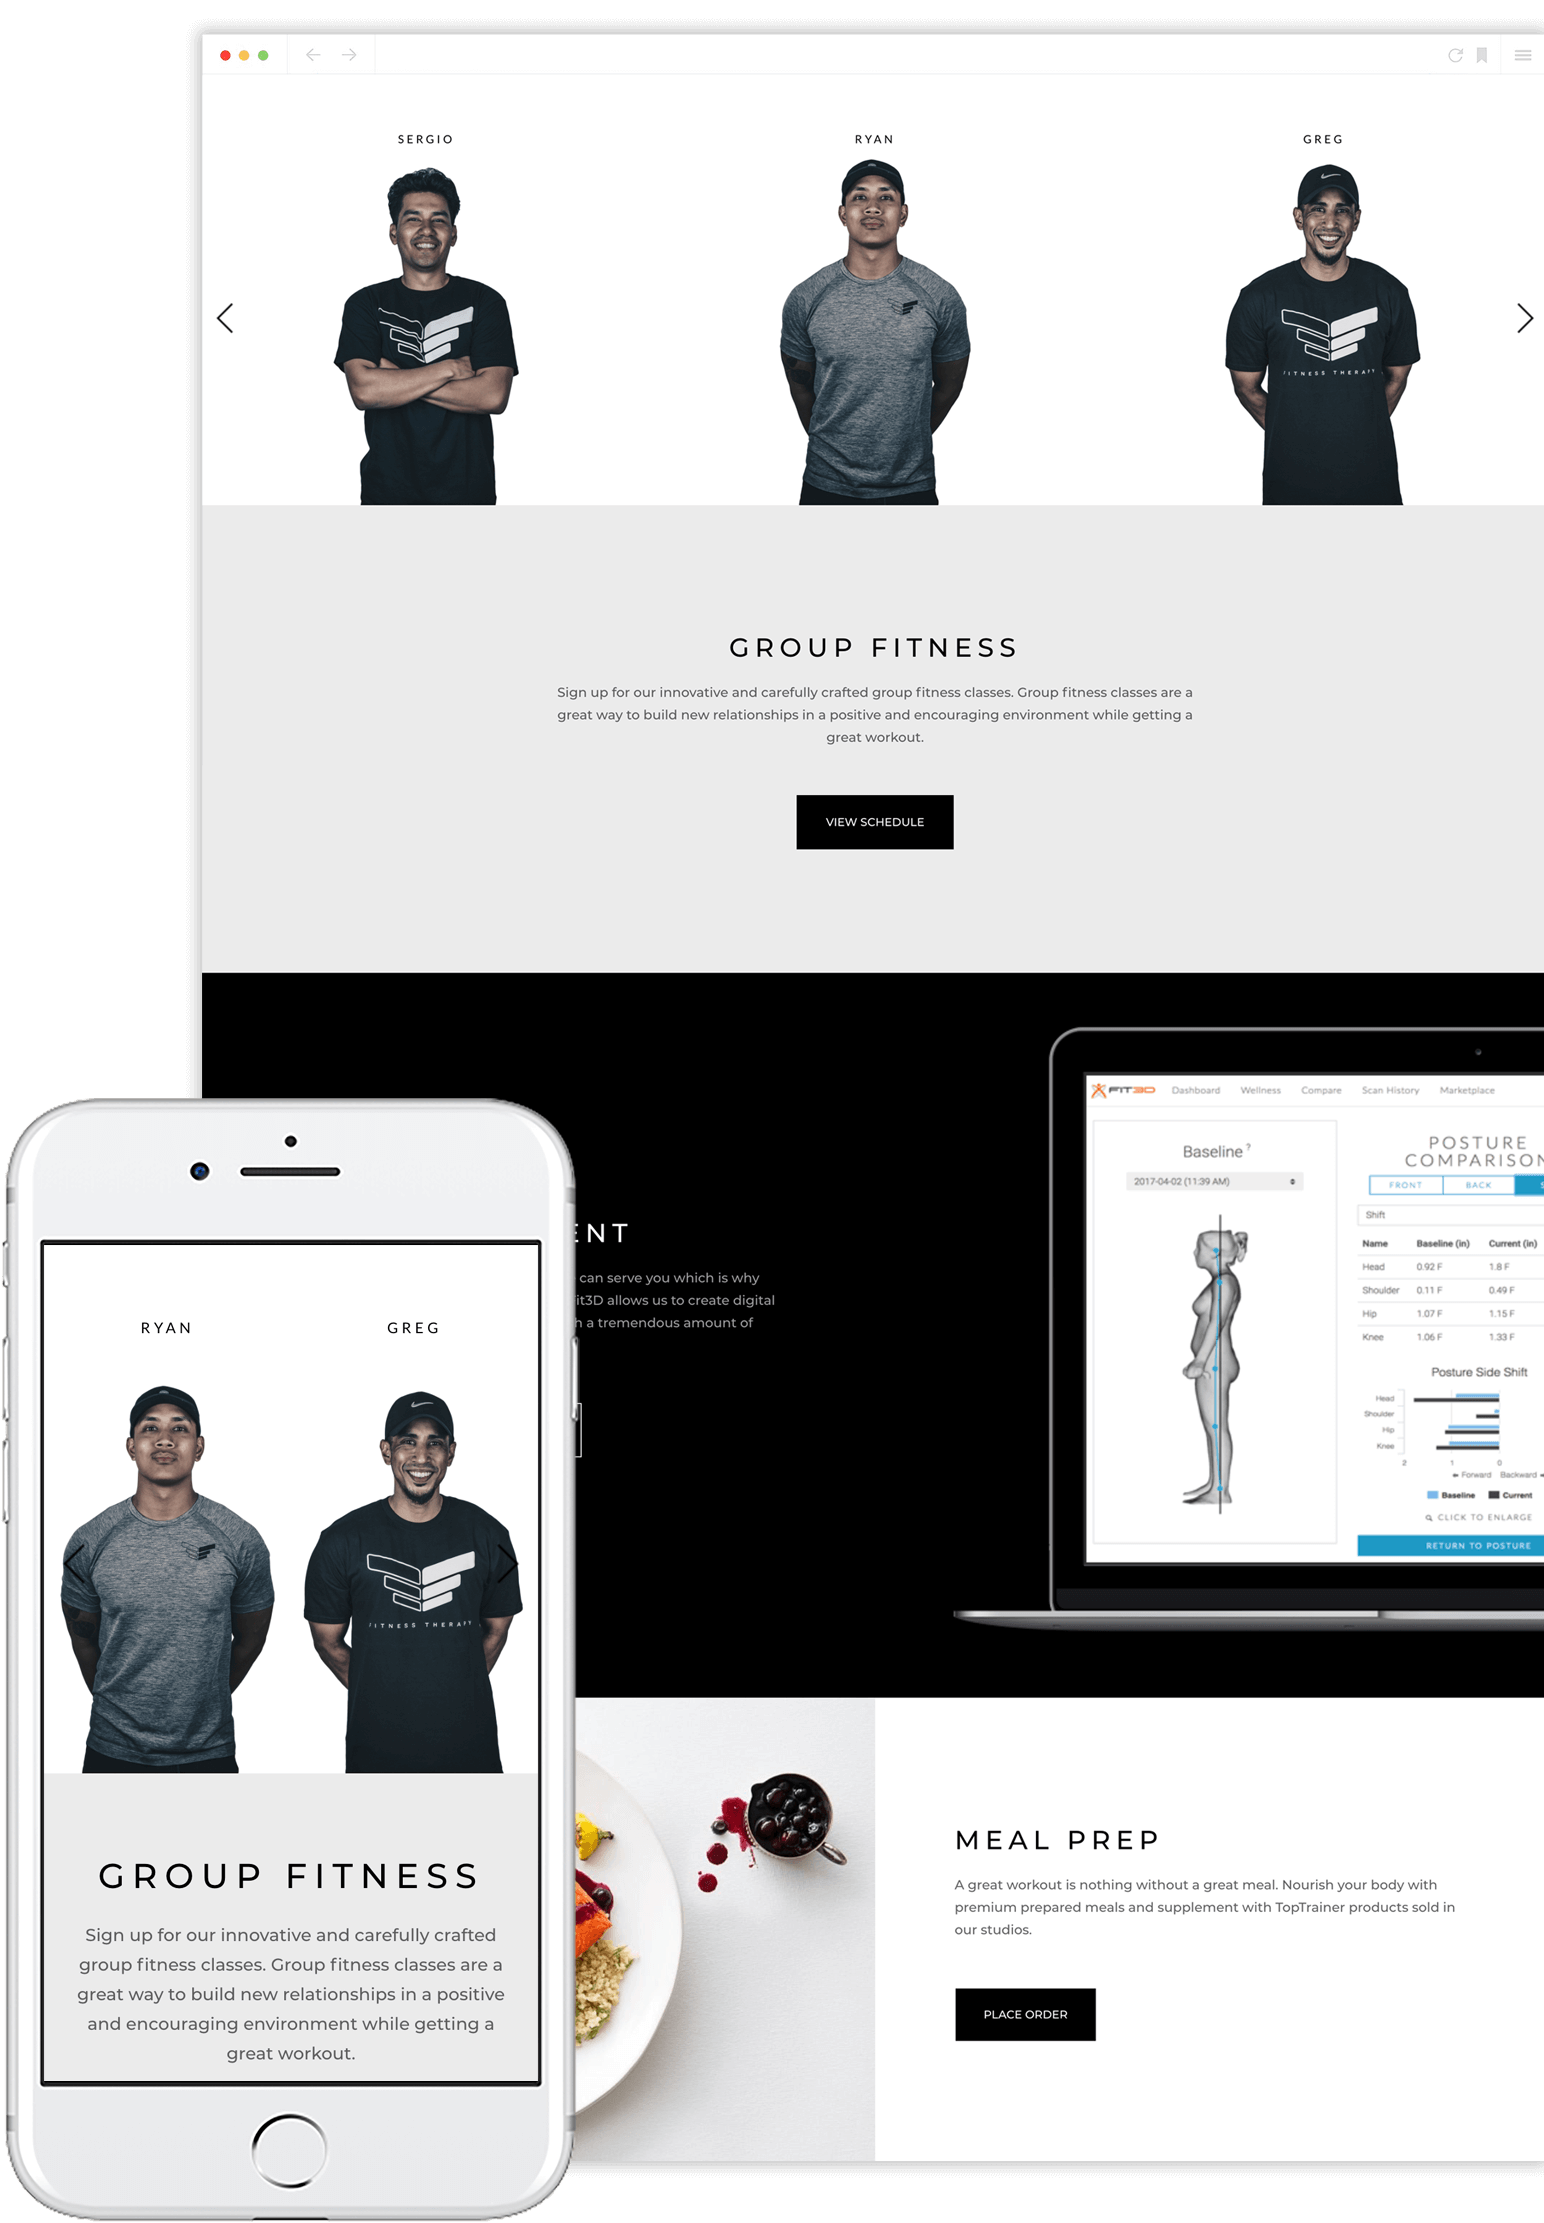 SERGIO
RYAN
GREG
FITNESS THERAPY
GROUP FITNESS
Sign up for our innovative and carefully crafted group fitness classes. Group fitness classes are a
great way to build new relationships in a positive and encouraging environment while getting a
great workout.
VIEW SCHEDULE
ENT
can serve you which is why
it3D allows us to create digital
h a tremendous amount of
FIT3D
Dashboard
Wellness
Compare
Scan History
Marketplace
Baseline ?
2017-04-02 (11:39 AM)
POSTURE
COMPARISON
FRONT
BACK
S
Shift
Name Baseline (in) Current (in)
Head 0.92 F 1.8 F
Shoulder 0.11 F 0.49 F
Hip 1.07 F 1.15 F
Knee 1.06 F 1.33 F
Posture Side Shift
Head
Shoulder
Hip
Knee
2 1 0
Forward Backward
Baseline Current
CLICK TO ENLARGE
RETURN TO POSTURE
MEAL PREP
A great workout is nothing without a great meal. Nourish your body with
premium prepared meals and supplement with TopTrainer products sold in
our studios.
PLACE ORDER
RYAN
GREG
FITNESS THERAPY
GROUP FITNESS
Sign up for our innovative and carefully crafted
group fitness classes. Group fitness classes are a
great way to build new relationships in a positive
and encouraging environment while getting a
great workout.